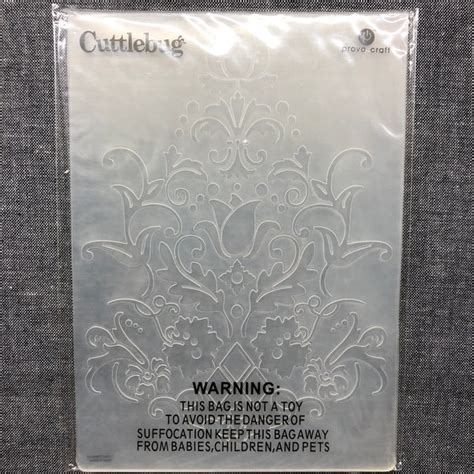 Cuttlebug
provo craft
WARNING:
THIS BAG IS NOT A TOY
TO AVOID THE DANGER OF
SUFFOCATION KEEP THIS BAG AWAY
FROM BABIES,CHILDREN,AND PETS